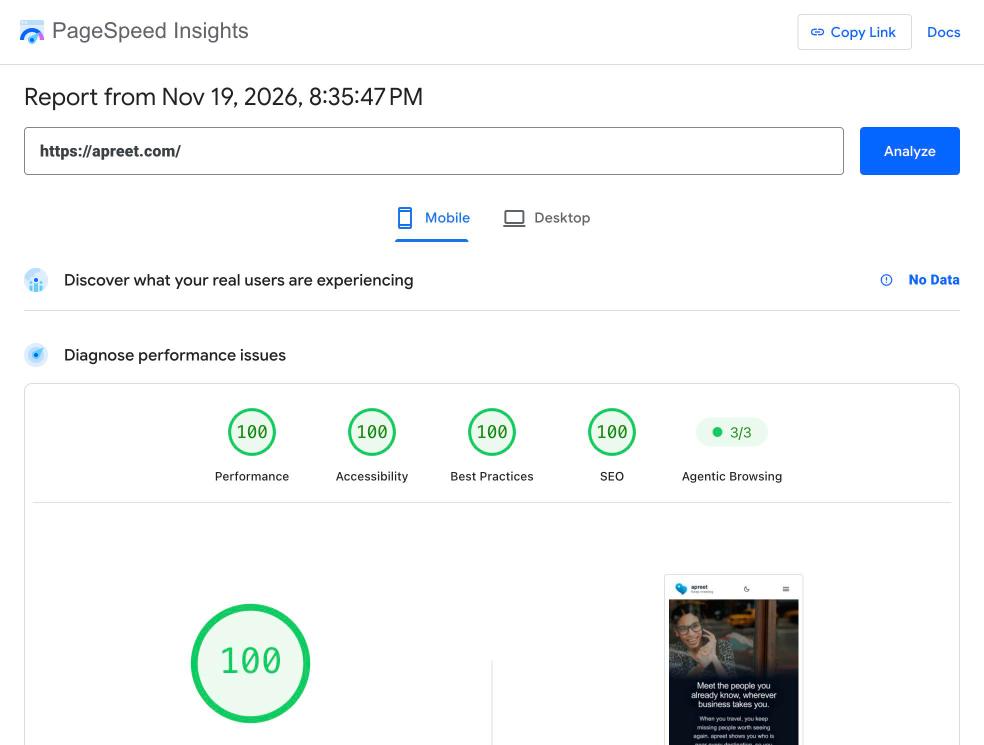 PageSpeed Insights
Copy Link
Docs
Report from Nov 19, 2026, 8:35:47 PM
https://apreet.com/
Analyze
Mobile
Desktop
Discover what your real users are experiencing
No Data
Diagnose performance issues
100
100
100
100
3/3
Performance
Accessibility
Best Practices
SEO
Agentic Browsing
100
apreet
Keep meeting
Meet the people you
already know, wherever
business takes you.
When you travel, you keep
missing people worth seeing
again. apreet shows you who is